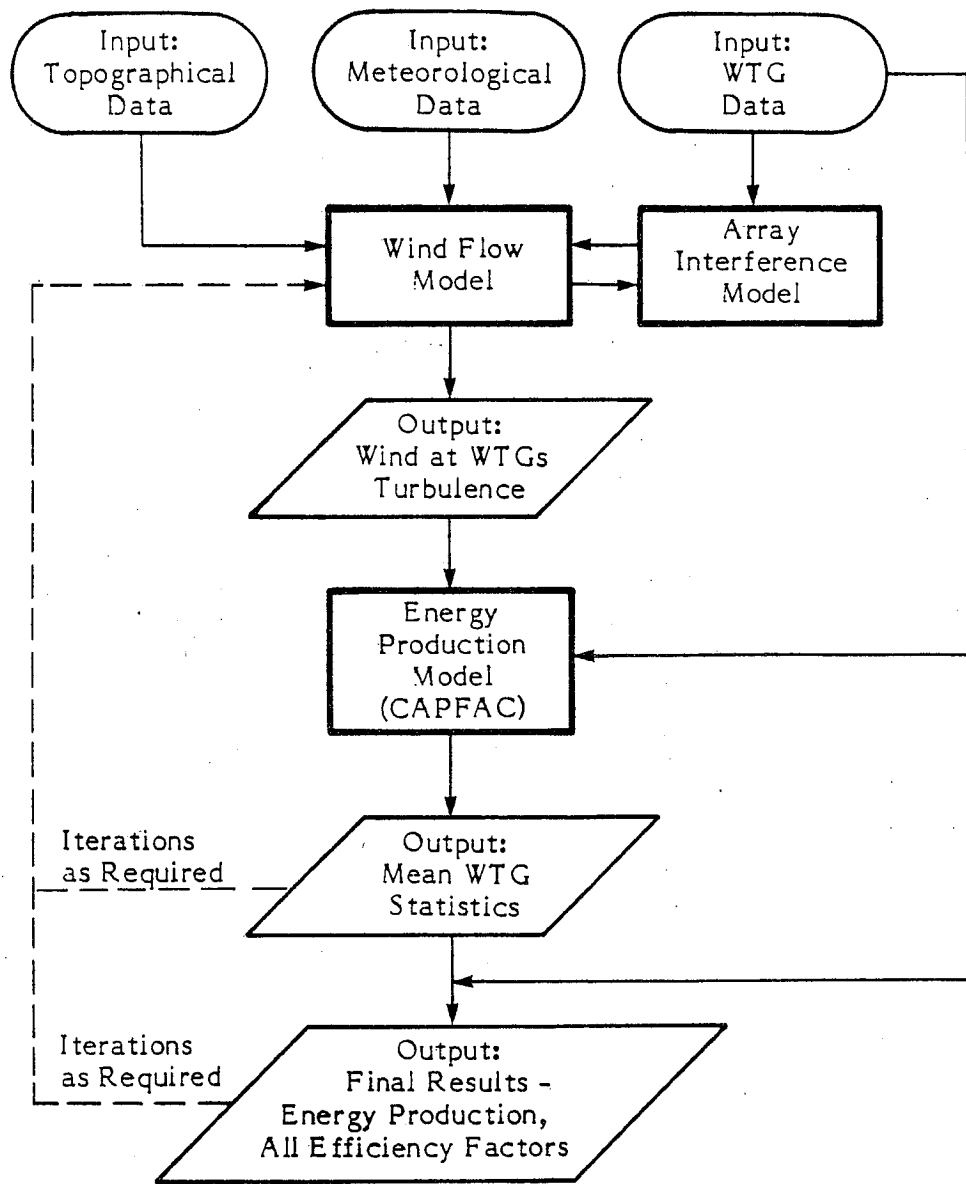 Input:
Topographical
Data
Input:
Meteorological
Data
Input:
WTG
Data
Wind Flow
Model
Array
Interference
Model
Output:
Wind at WTGs
Turbulence
Energy
Production
Model
(CAPFAC)
Iterations
as Required
Output:
Mean WTG
Statistics
Iterations
as Required
Output:
Final Results -
Energy Production,
All Efficiency Factors